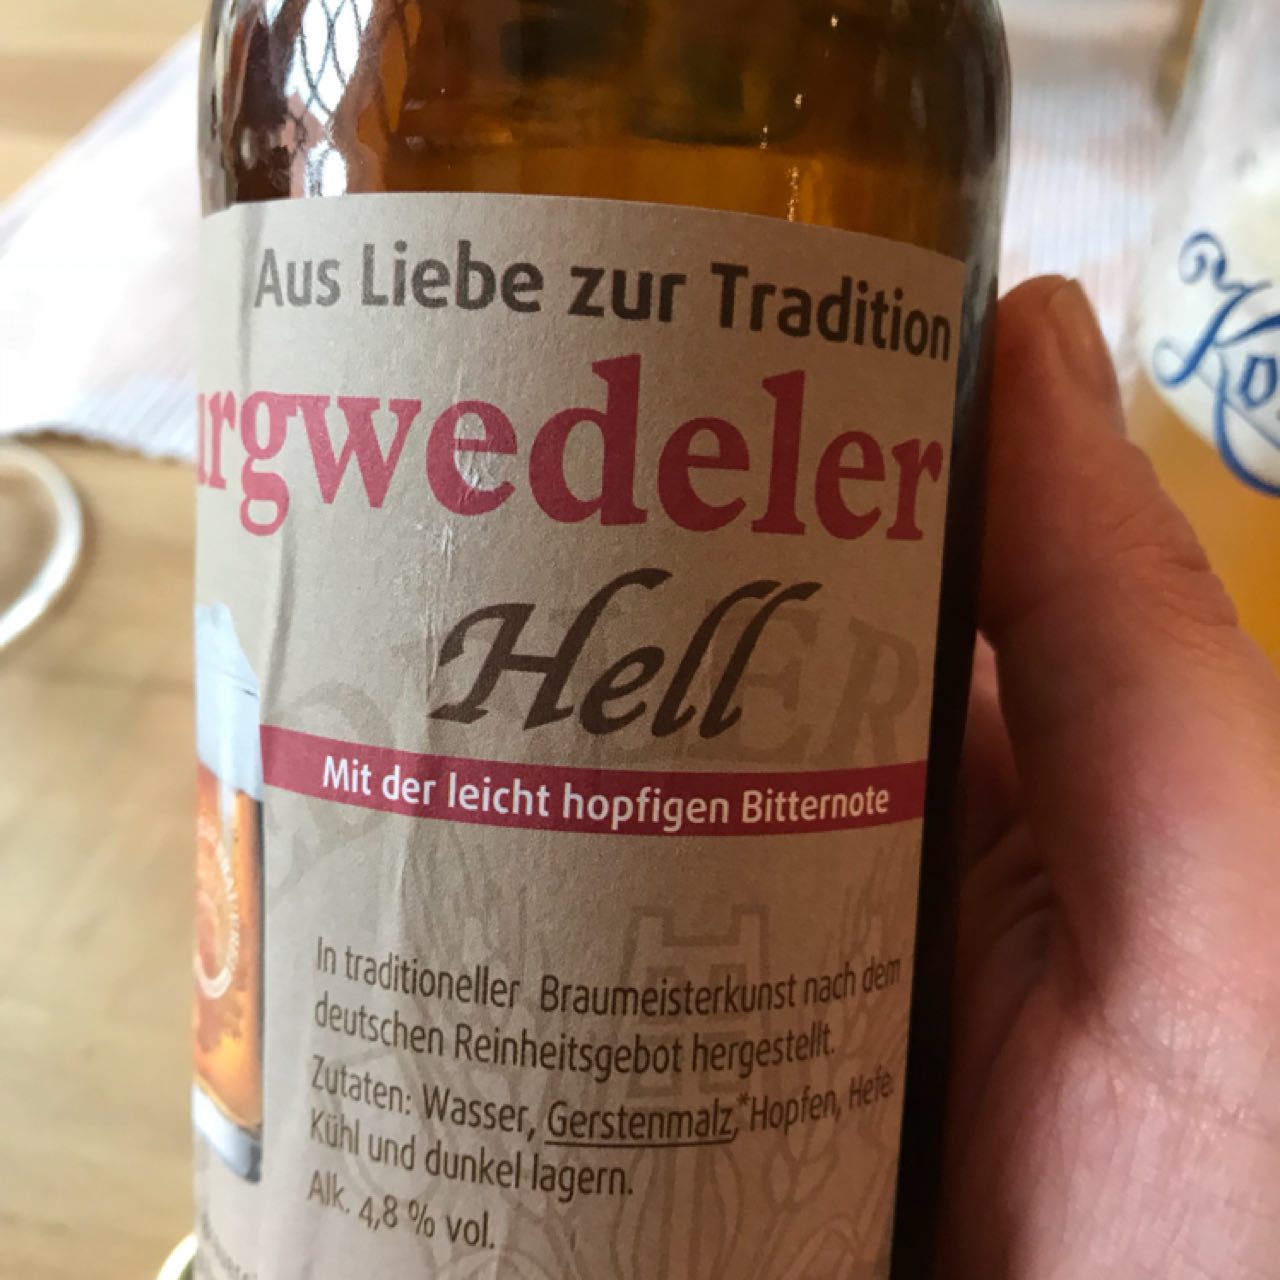 Aus Liebe zur Tradition
urgwedeler
Hell
Mit der leicht hopfigen Bitternote
In traditioneller Braumeisterkunst nach dem
deutschen Reinheitsgebot hergestellt.
Zutaten: Wasser, Gerstenmalz,*Hopfen, Hefe.
Kühl und dunkel lagern.
Alk. 4,8 % vol.